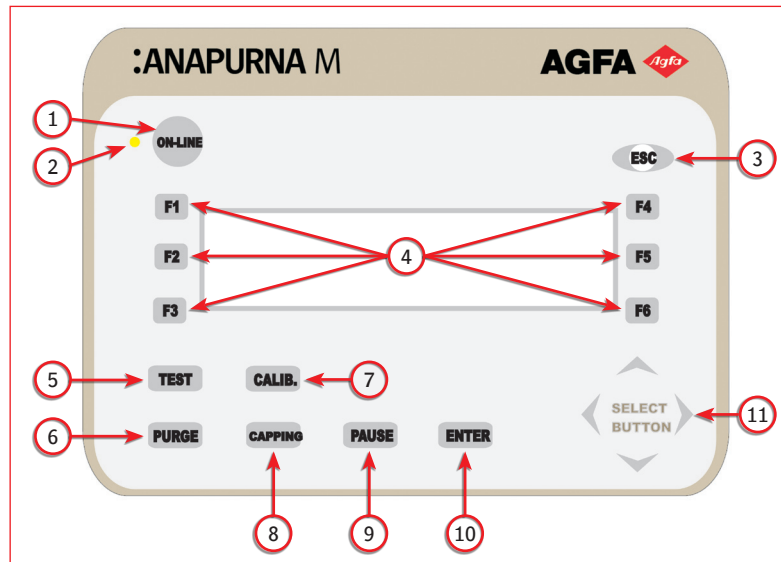 :ANAPURNA M
AGFA Agfa
1
ON-LINE
2
ESC
3
F1
F4
F2
4
F5
F3
F6
5
TEST
CALIB.
7
SELECT
BUTTON
11
6
PURGE
CAPPING
PAUSE
ENTER
8
9
10